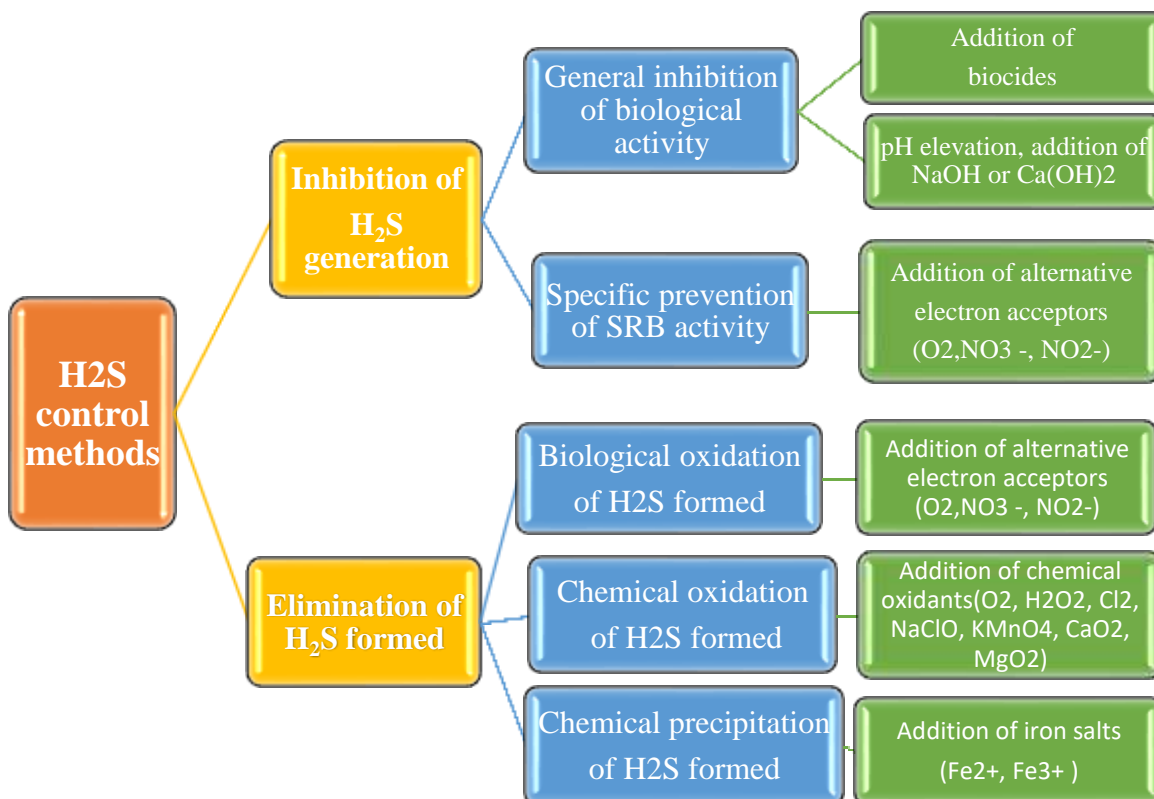 H2S
control
methods
Inhibition of
H₂S
generation
General inhibition
of biological
activity
Addition of
biocides
pH elevation, addition of
NaOH or Ca(OH)2
Specific prevention
of SRB activity
Addition of alternative
electron acceptors
(O2,NO3 -, NO2-)
Elimination of
H₂S formed
Biological oxidation
of H2S formed
Addition of alternative
electron acceptors
(O2,NO3 -, NO2-)
Chemical oxidation
of H2S formed
Addition of chemical
oxidants(O2, H2O2, Cl2,
NaClO, KMnO4, CaO2,
MgO2)
Chemical precipitation
of H2S formed
Addition of iron salts
(Fe2+, Fe3+ )